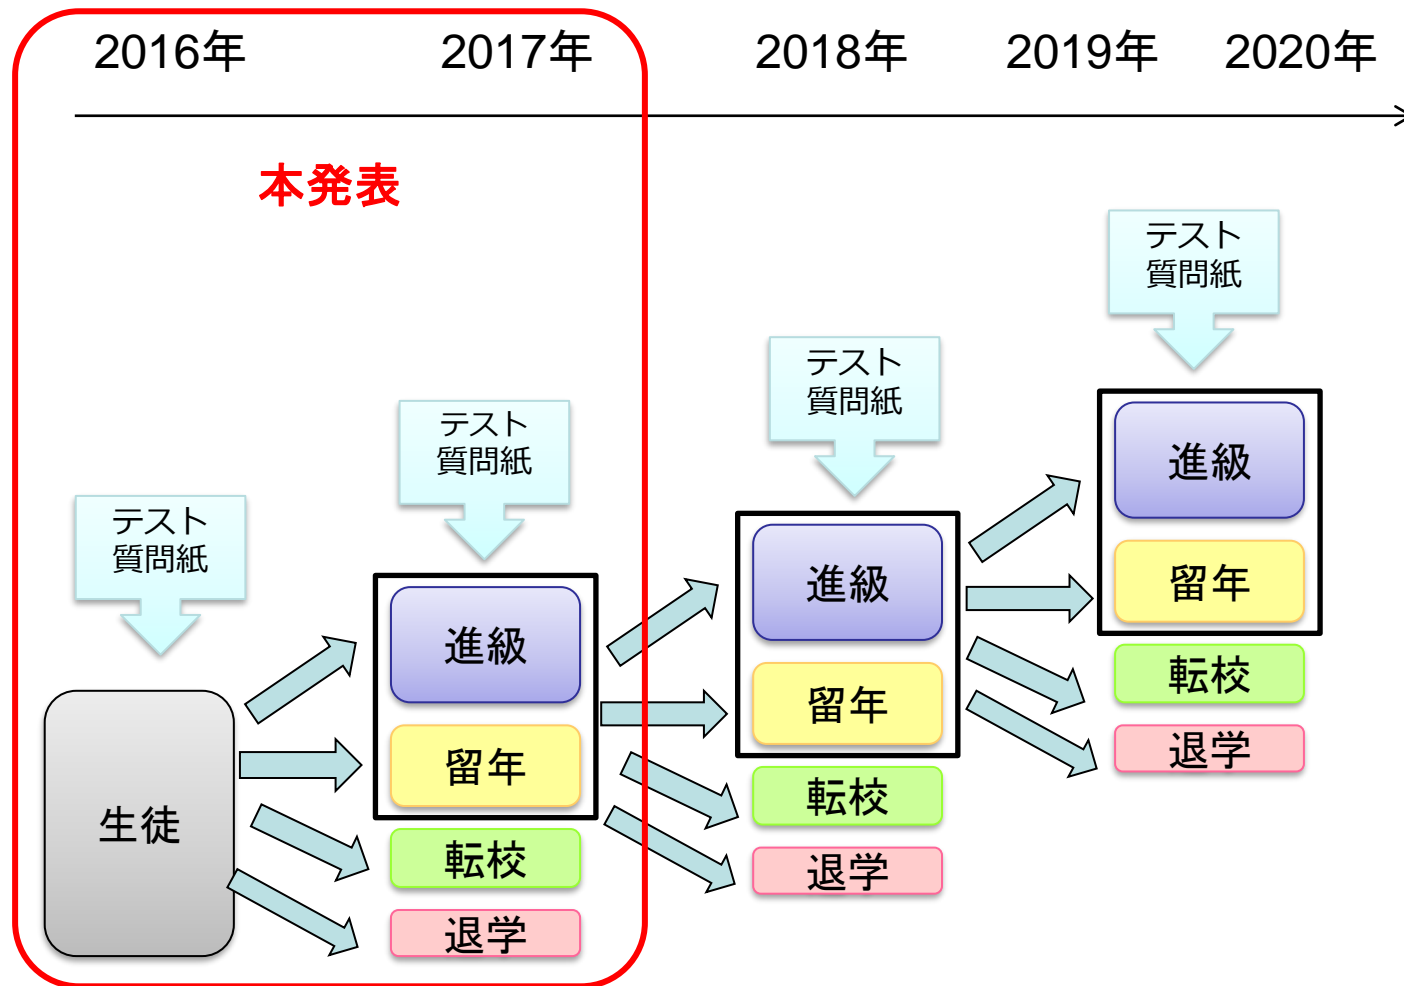 2016年
2017年
2018年
2019年
2020年
本発表
テスト
質問紙
生徒
テスト
質問紙
進級
留年
転校
退学
テスト
質問紙
進級
留年
転校
退学
テスト
質問紙
進級
留年
転校
退学